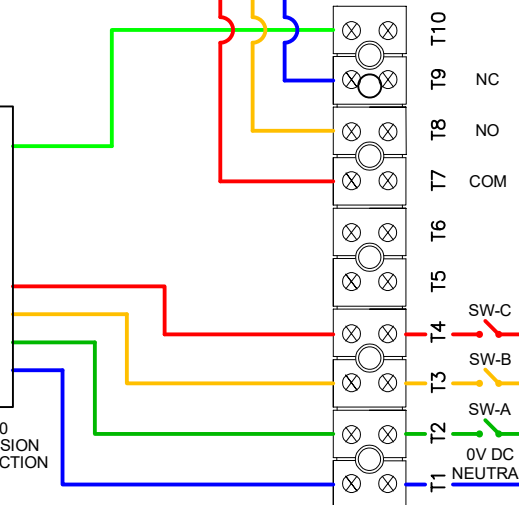 T10
T9 NC
T8 NO
T7 COM
T6
T5
T4 SW-C
T3 SW-B
T2 SW-A
0V DC
T1 NEUTRA
0
SION
CTION